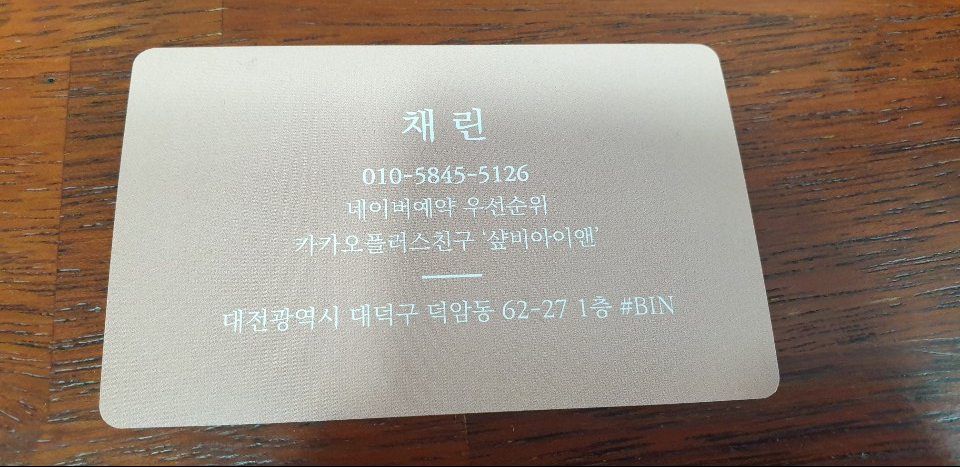 채린
010-5845-5126
네이버예약 우선순위
카카오플러스친구 '샾비아이앤'
대전광역시 대덕구 덕암동 62-27 1층 #BIN